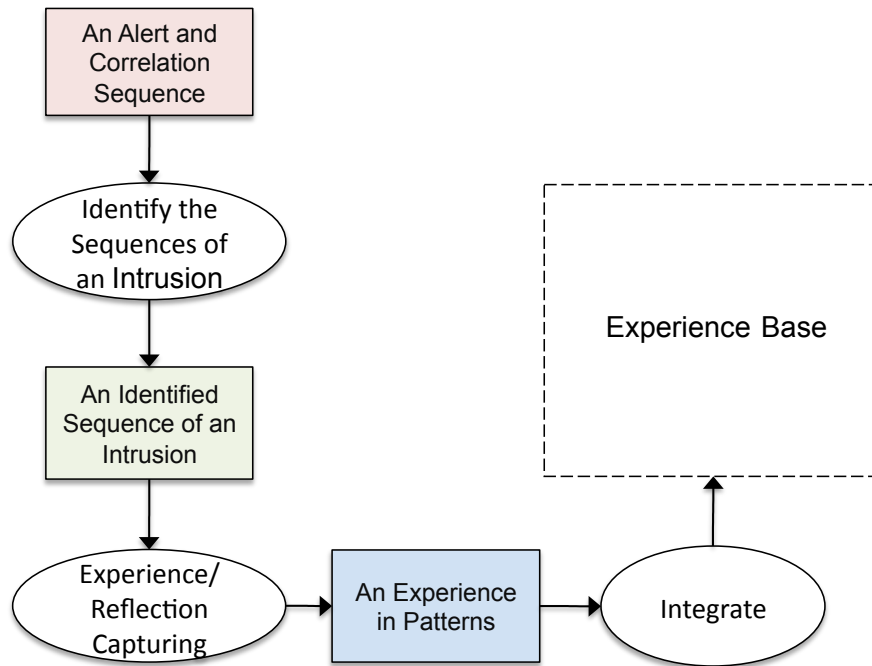 An Alert and
Correlation
Sequence
Identify the
Sequences of
an Intrusion
An Identified
Sequence of an
Intrusion
Experience/
Reflection
Capturing
An Experience
in Patterns
Integrate
Experience Base